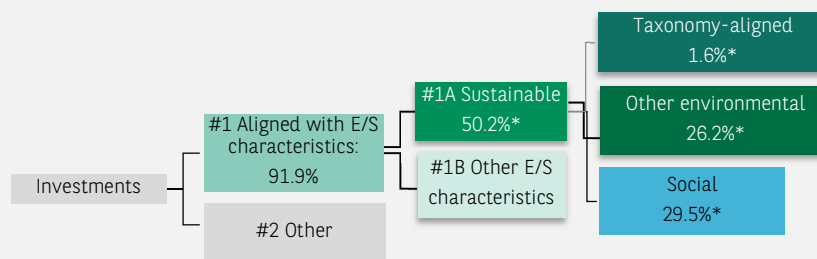 Investments
#1 Aligned with E/S
characteristics:
91.9%
#2 Other
#1A Sustainable
50.2%*
#1B Other E/S
characteristics
Taxonomy-aligned
1.6%*
Other environmental
26.2%*
Social
29.5%*